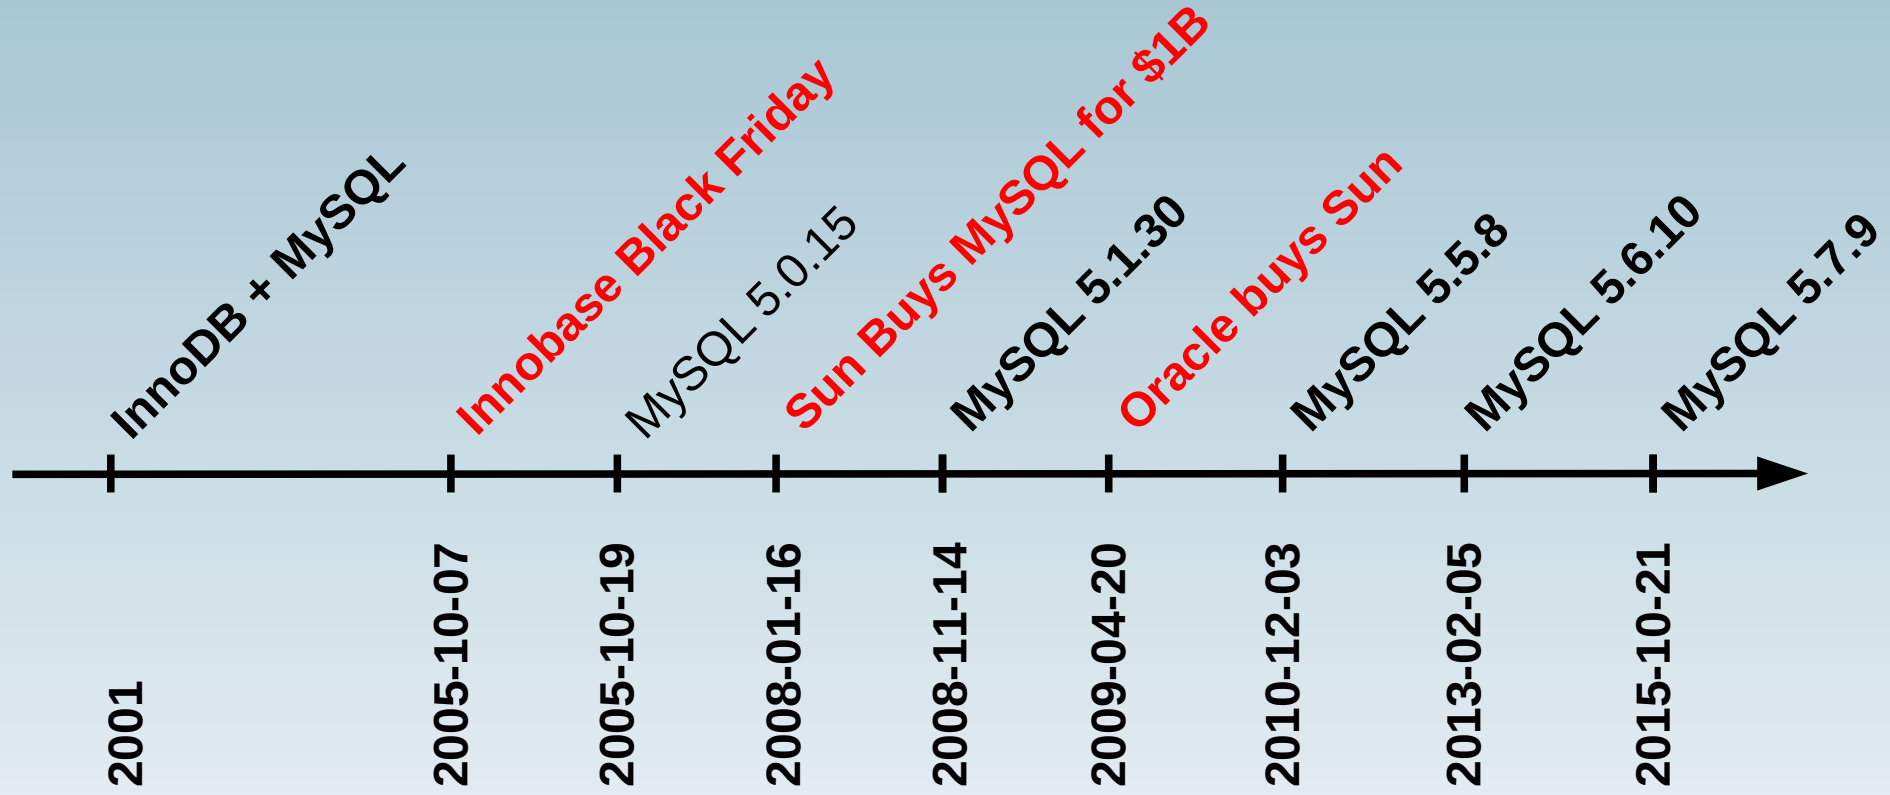 InnoDB + MySQL
Innobase Black Friday
MySQL 5.0.15
Sun Buys MySQL for $1B
MySQL 5.1.30
Oracle buys Sun
MySQL 5.5.8
MySQL 5.6.10
MySQL 5.7.9
2001
2005-10-07
2005-10-19
2008-01-16
2008-11-14
2009-04-20
2010-12-03
2013-02-05
2015-10-21